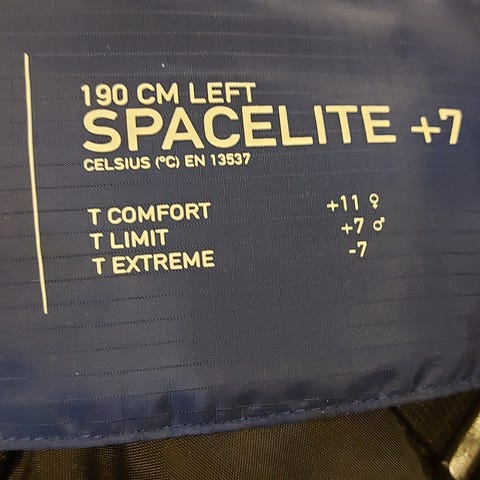 190 CM LEFT
SPACELITE +7
CELSIUS (°C) EN 13537
T COMFORT +11 ♀
T LIMIT +7 ♂
T EXTREME -7